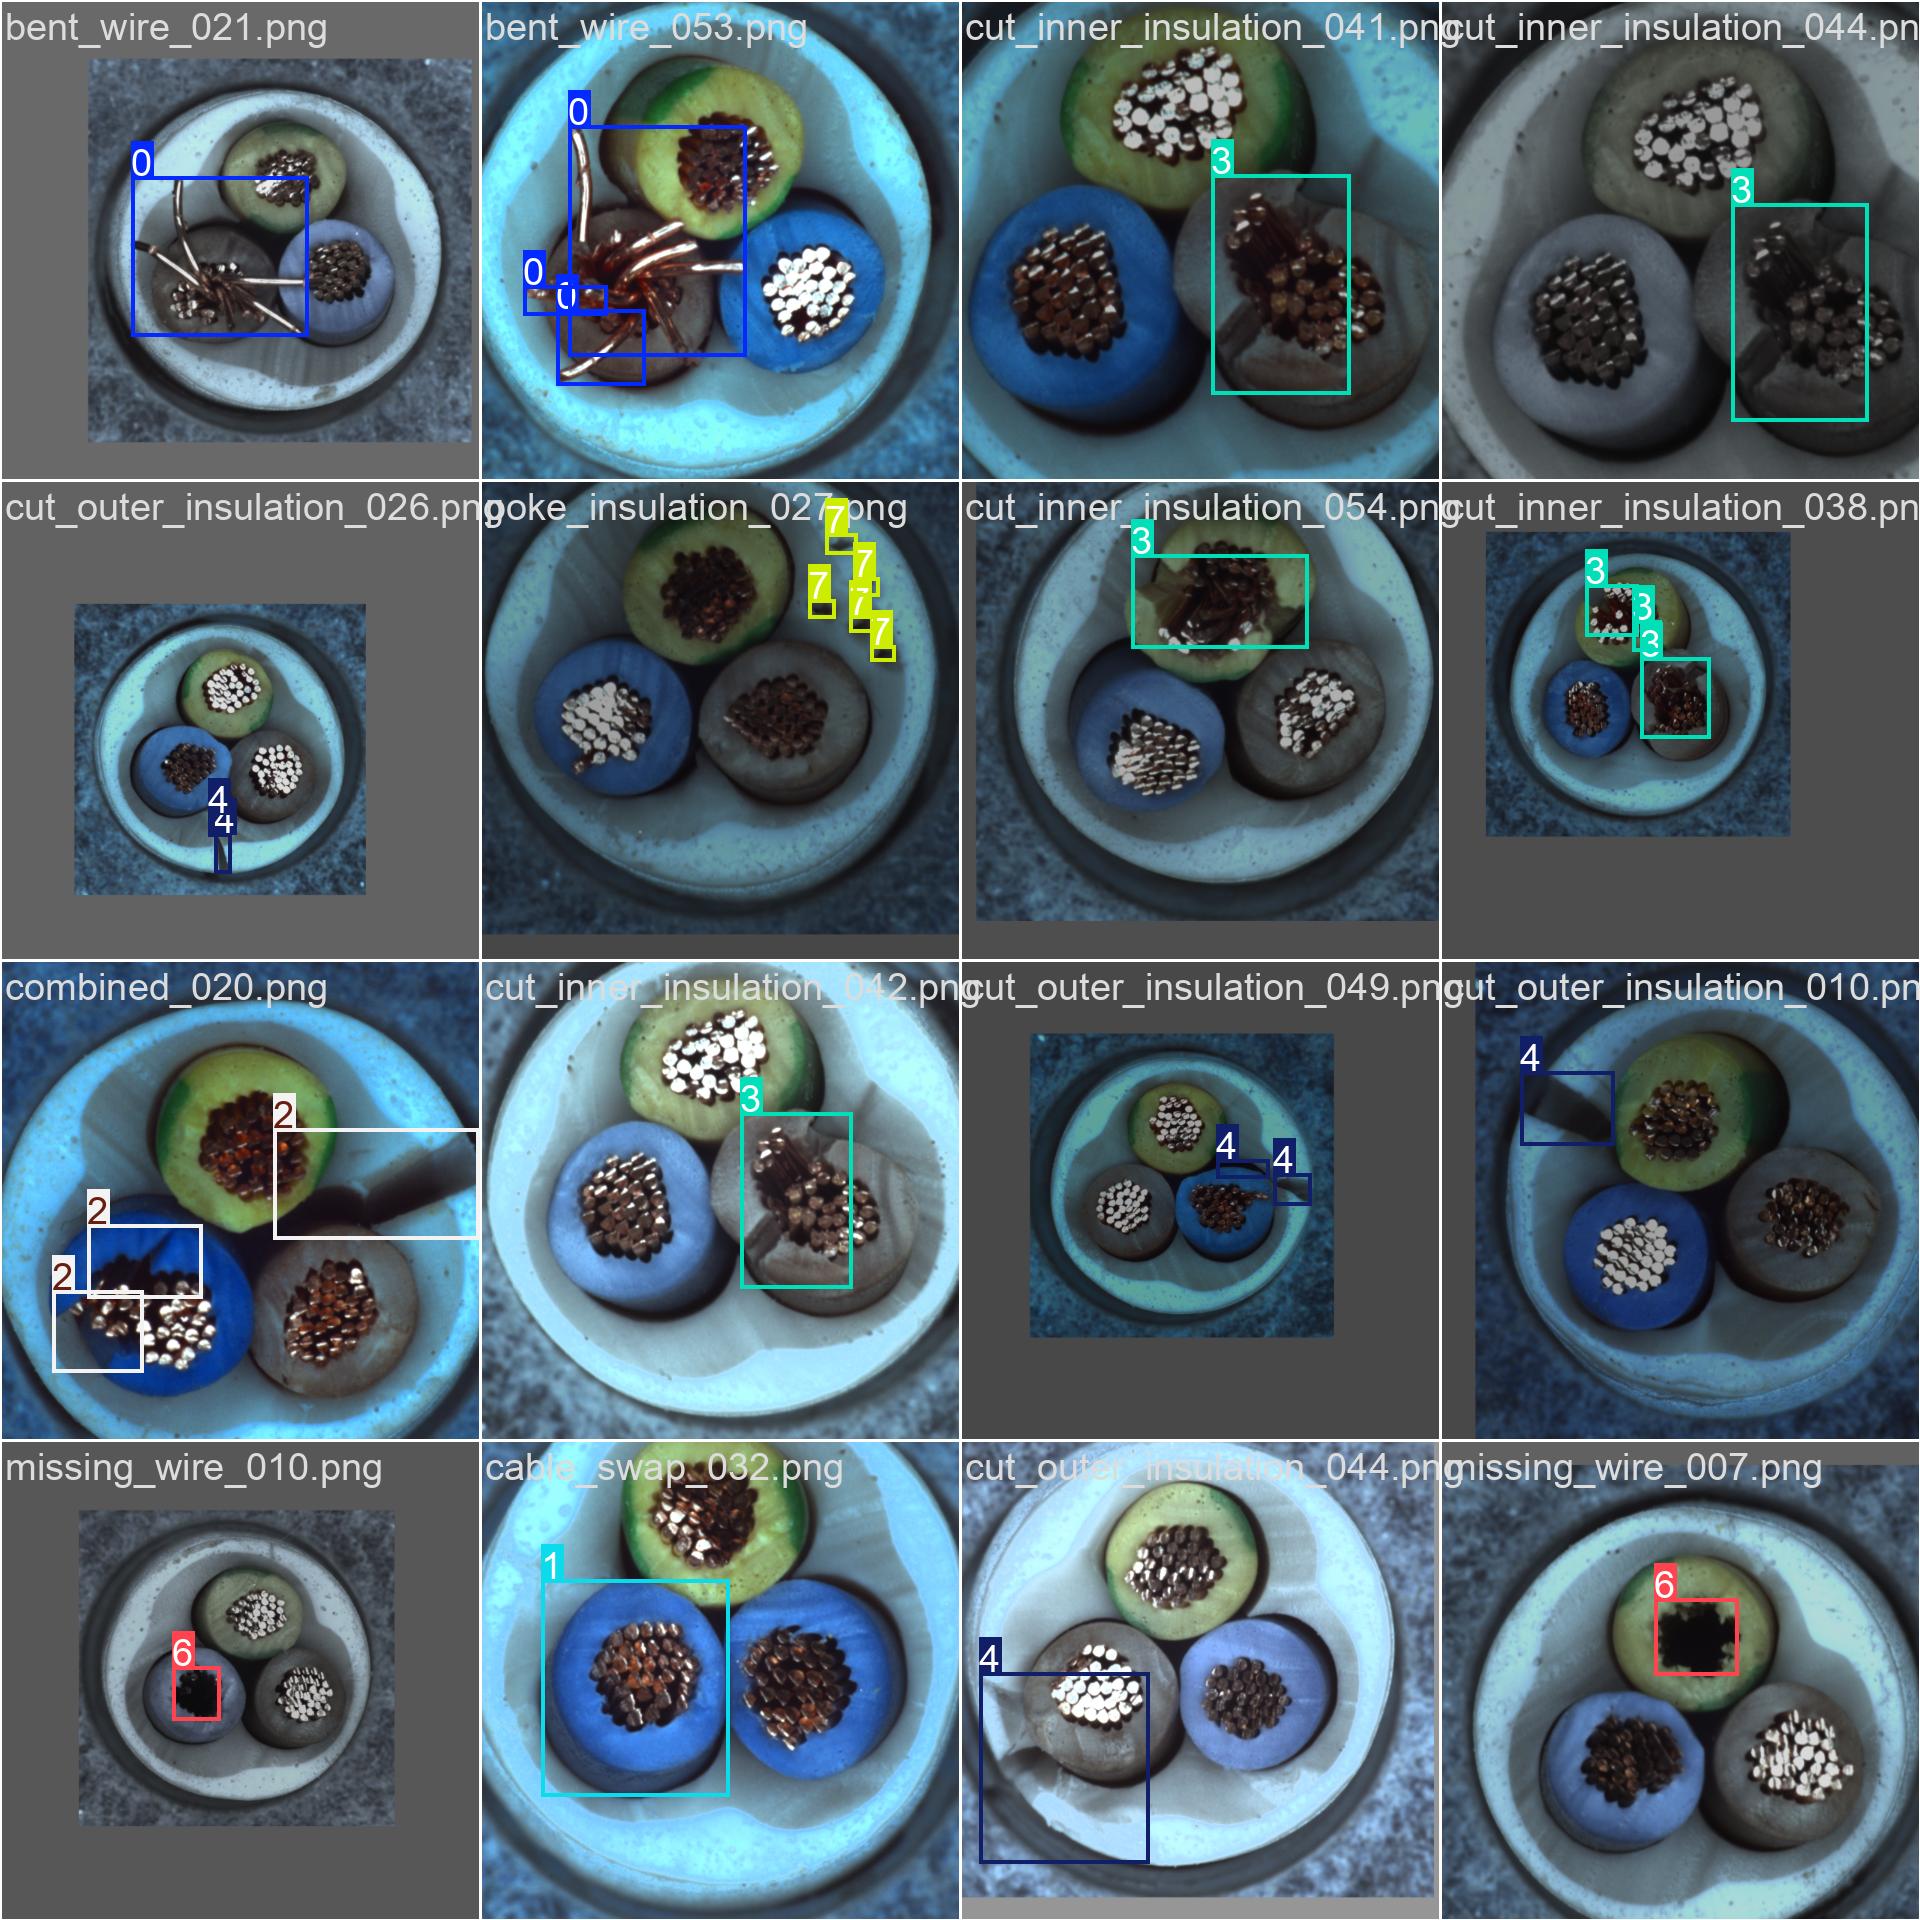 bent_wire_021.png
bent_wire_053.png
cut_inner_insulation_041.png
cut_inner_insulation_044.pn
0
0
0
0
3
3
cut_outer_insulation_026.png
poke_insulation_027.png
cut_inner_insulation_054.png
cut_inner_insulation_038.pn
4
4
7
7
7
7
7
3
3
3
3
combined_020.png
cut_inner_insulation_042.png
cut_outer_insulation_049.png
cut_outer_insulation_010.pn
2
2
2
3
4
4
4
missing_wire_010.png
cable_swap_032.png
cut_outer_insulation_044.png
missing_wire_007.png
6
1
4
6